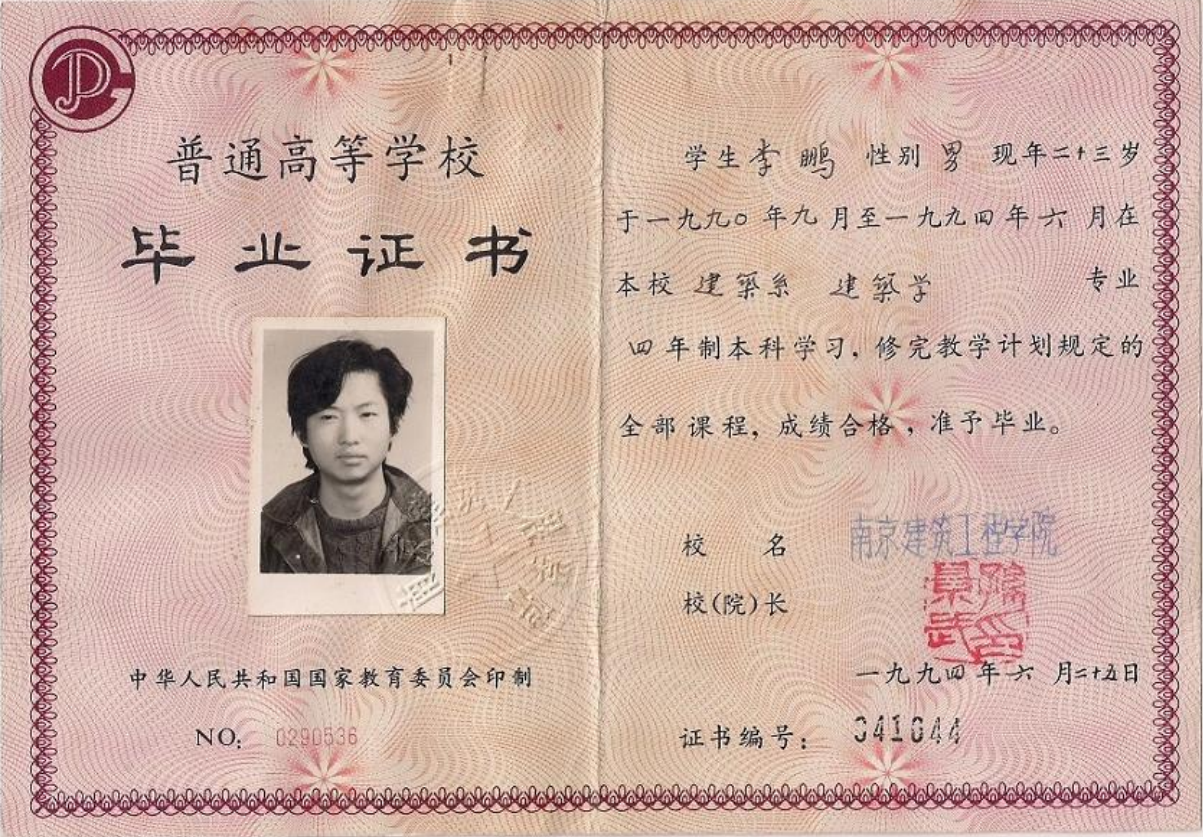 普通高等学校
毕业证书
中华人民共和国国家教育委员会印制
NO: 0290536
学生李鹏 性别男 现年二十三岁
于一九九〇年九月至一九九四年六月在
本校 建築系 建築学 专业
四年制本科学习,修完教学计划规定的
全部课程,成绩合格,准予毕业。
校名 南京建筑工程学院
校(院)长
一九九四年六月二十五日
证书编号: 941044